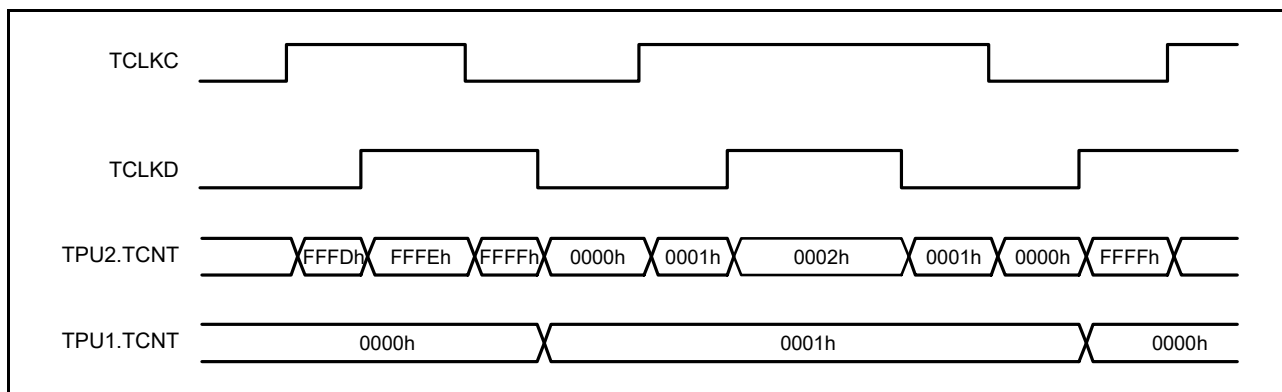 TCLKC
TCLKD
TPU2.TCNT FFFDh FFFEh FFFFh 0000h 0001h 0002h 0001h 0000h FFFFh
TPU1.TCNT 0000h 0001h 0000h